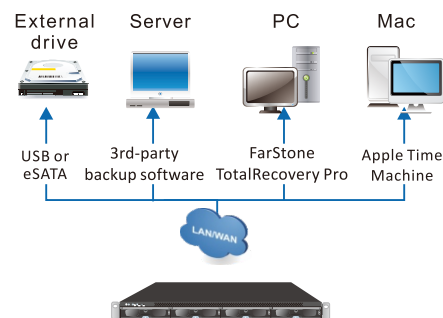 External
drive
Server
PC
Mac
USB or
eSATA
3rd-party
backup software
FarStone
TotalRecovery Pro
Apple Time
Machine
LAN/WAN